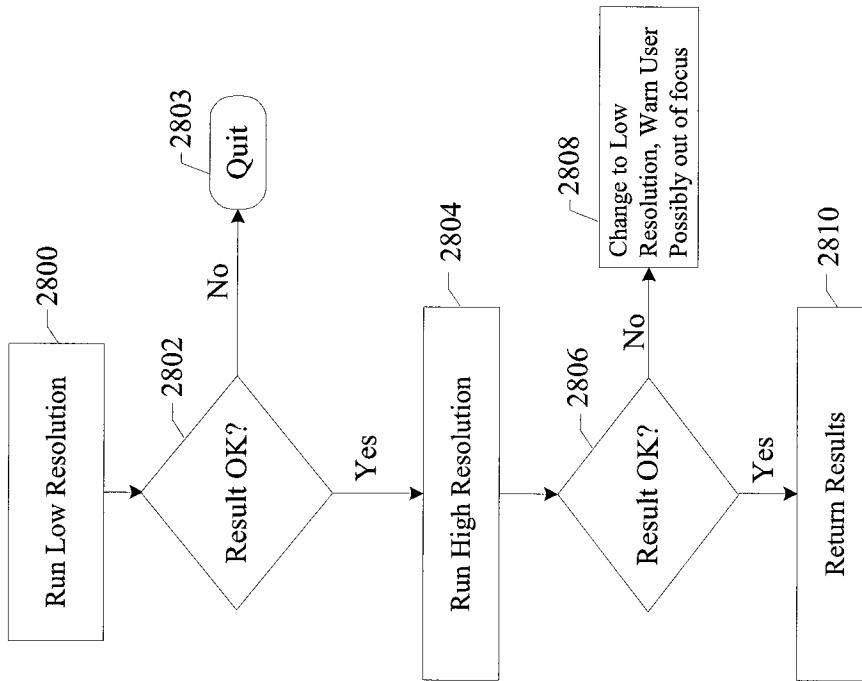 2800
Run Low Resolution
2802
Result OK?
No
2803
Quit
Yes
2804
Run High Resolution
2806
Result OK?
No
2808
Change to Low
Resolution, Warn User
Possibly out of focus
Yes
2810
Return Results